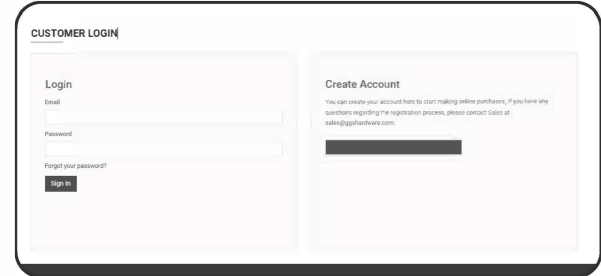 CUSTOMER LOGIN
Login
Email
Password
Forgot your password?
Sign In
Create Account
You can create your account here to start making online purchases, If you have any
questions regarding the registration process, please contact Sales at
sales@ggshardware.com.